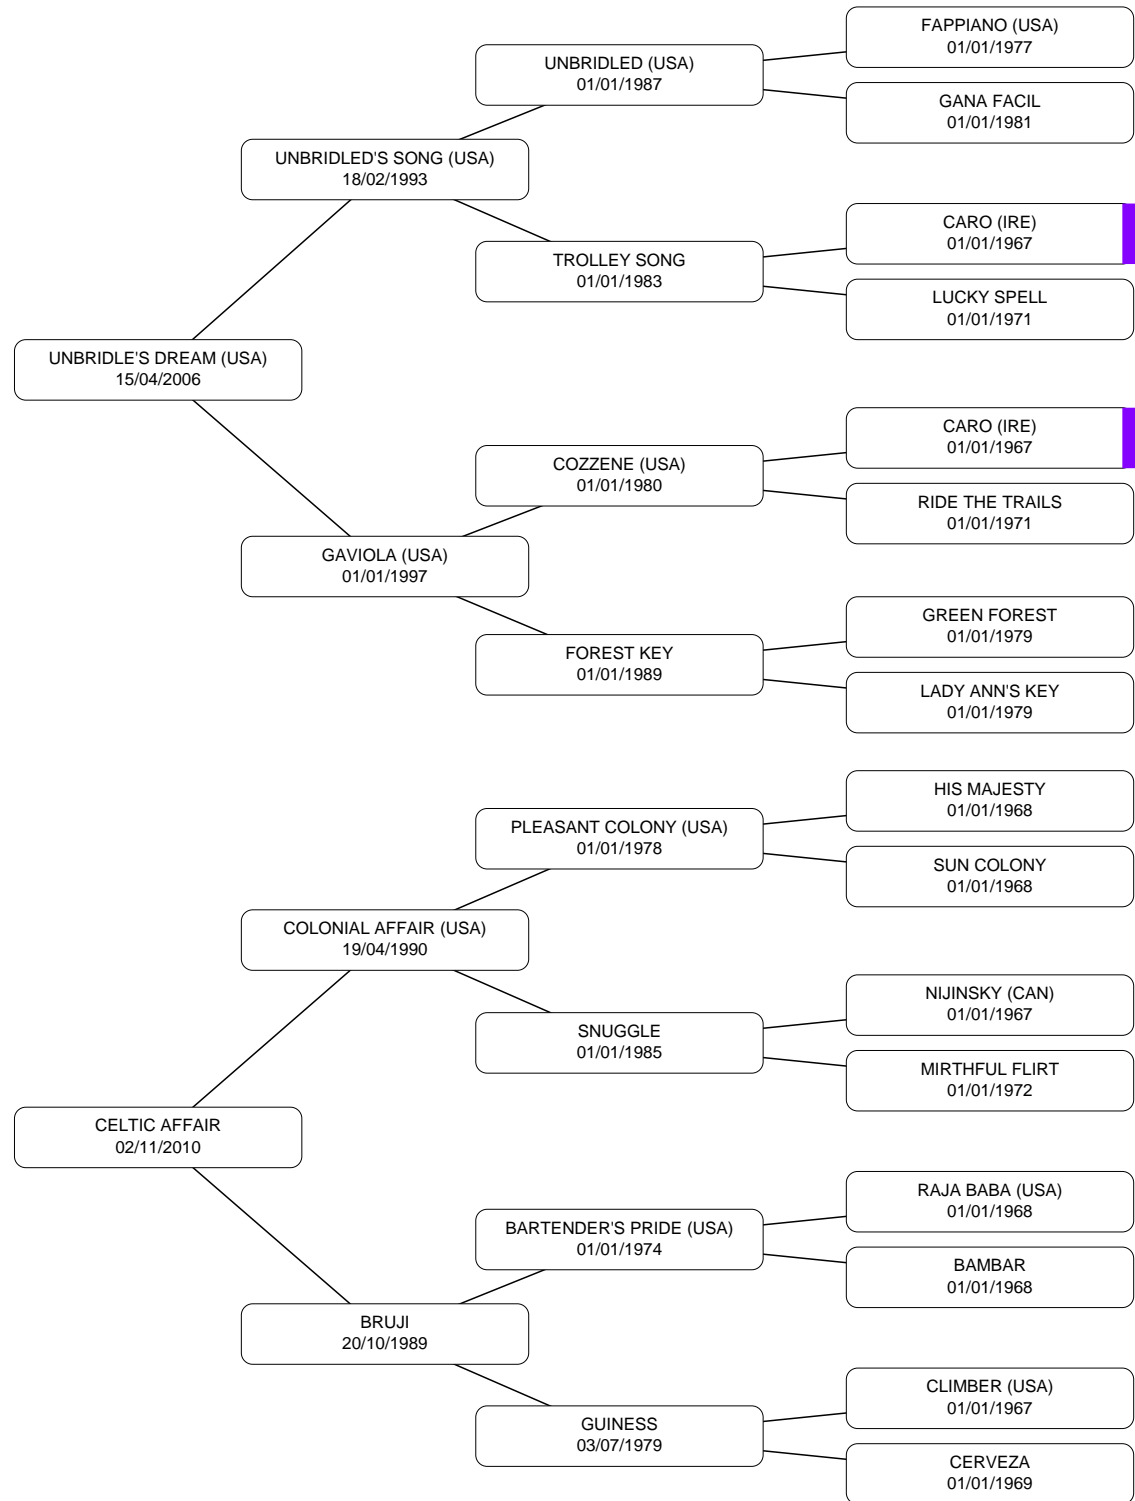 FAPPIANO (USA)
01/01/1977
UNBRIDLED (USA)
01/01/1987
GANA FACIL
01/01/1981
UNBRIDLED'S SONG (USA)
18/02/1993
CARO (IRE)
01/01/1967
TROLLEY SONG
01/01/1983
LUCKY SPELL
01/01/1971
UNBRIDLE'S DREAM (USA)
15/04/2006
CARO (IRE)
01/01/1967
COZZENE (USA)
01/01/1980
RIDE THE TRAILS
01/01/1971
GAVIOLA (USA)
01/01/1997
GREEN FOREST
01/01/1979
FOREST KEY
01/01/1989
LADY ANN'S KEY
01/01/1979
HIS MAJESTY
01/01/1968
PLEASANT COLONY (USA)
01/01/1978
SUN COLONY
01/01/1968
COLONIAL AFFAIR (USA)
19/04/1990
NIJINSKY (CAN)
01/01/1967
SNUGGLE
01/01/1985
MIRTHFUL FLIRT
01/01/1972
CELTIC AFFAIR
02/11/2010
RAJA BABA (USA)
01/01/1968
BARTENDER'S PRIDE (USA)
01/01/1974
BAMBAR
01/01/1968
BRUJI
20/10/1989
CLIMBER (USA)
01/01/1967
GUINESS
03/07/1979
CERVEZA
01/01/1969